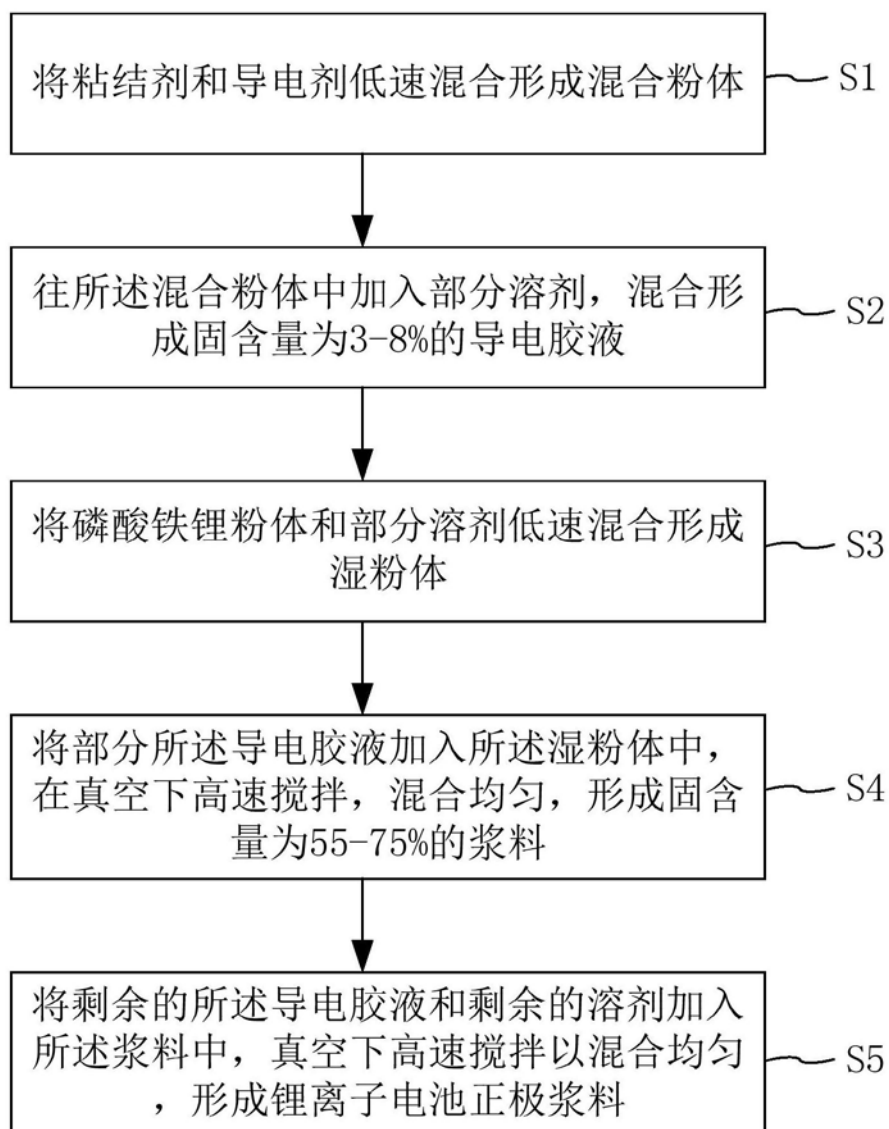 将粘结剂和导电剂低速混合形成混合粉体
S1
往所述混合粉体中加入部分溶剂，混合形
成固含量为3-8%的导电胶液
S2
将磷酸铁锂粉体和部分溶剂低速混合形成
湿粉体
S3
将部分所述导电胶液加入所述湿粉体中，
在真空下高速搅拌，混合均匀，形成固含
量为55-75%的浆料
S4
将剩余的所述导电胶液和剩余的溶剂加入
所述浆料中，真空下高速搅拌以混合均匀
，形成锂离子电池正极浆料
S5